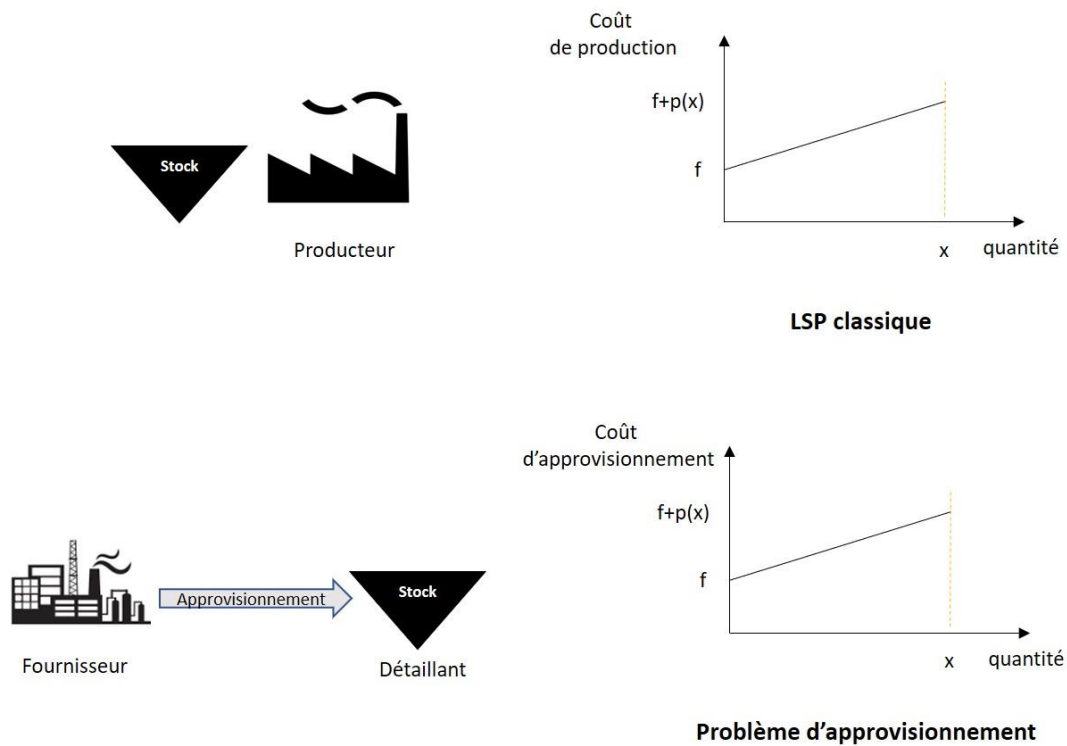 Coût
de production
f+p(x)
Stock
f
Producteur
x
quantité
LSP classique
Coût
d’approvisionnement
f+p(x)
f
Approvisionnement
Stock
Fournisseur
Détaillant
x
quantité
Problème d’approvisionnement